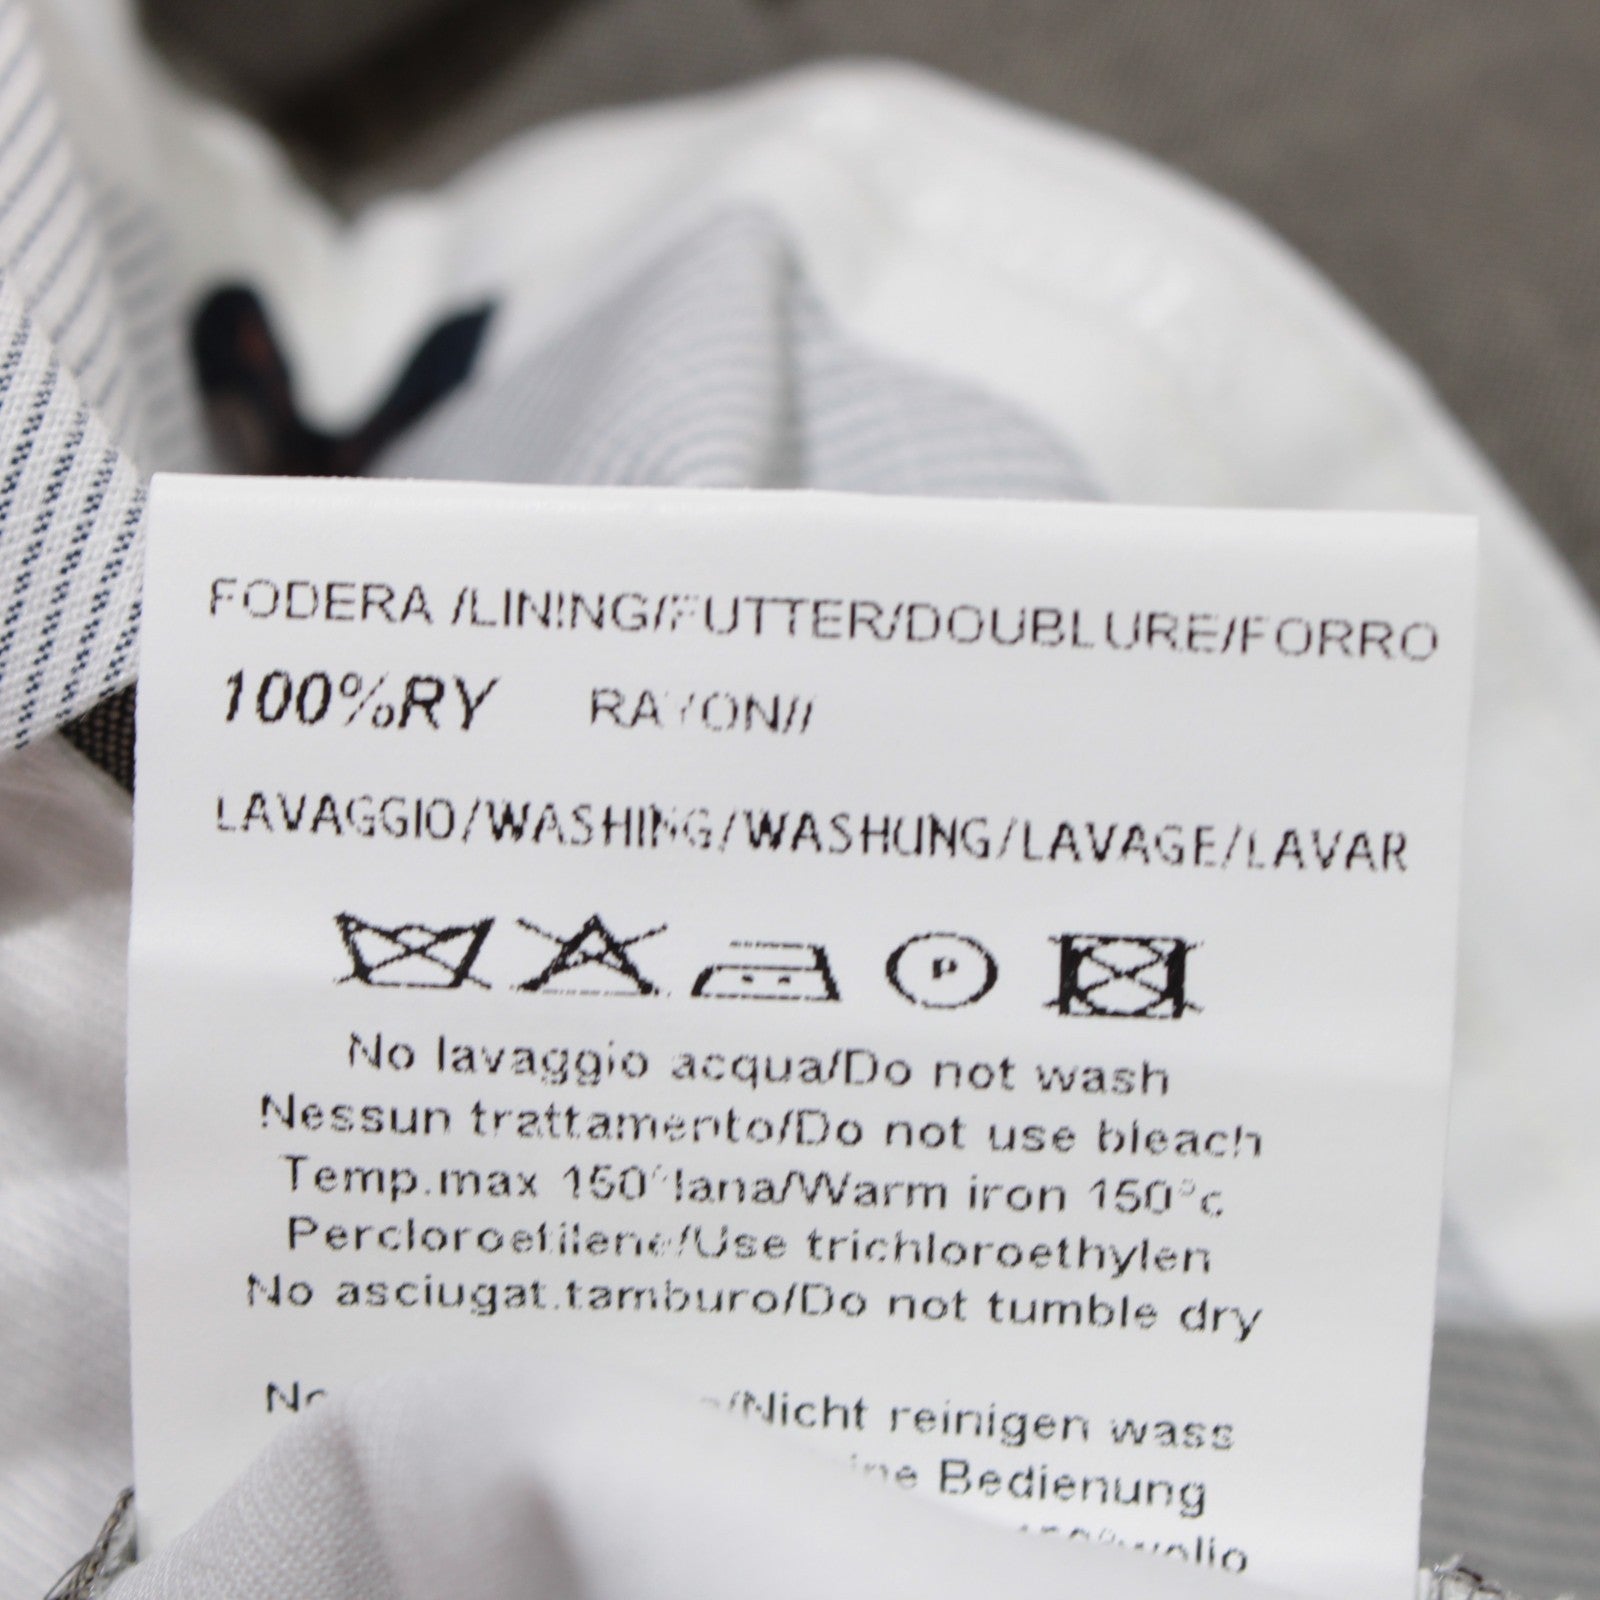 FODERA /LINING/FUTTER/DOUBLURE/FORRO
100%RY RAYON//
LAVAGGIO/WASHING/WASHUNG/LAVAGE/LAVAR
P
No lavaggio acqua/Do not wash
Nessun trattamento/Do not use bleach
Temp.max 150°lana/Warm iron 150°c
Percloroetilene/Use trichloroethylen
No asciugat.tamburo/Do not tumble dry
/Nicht reinigen wass
Bedienung